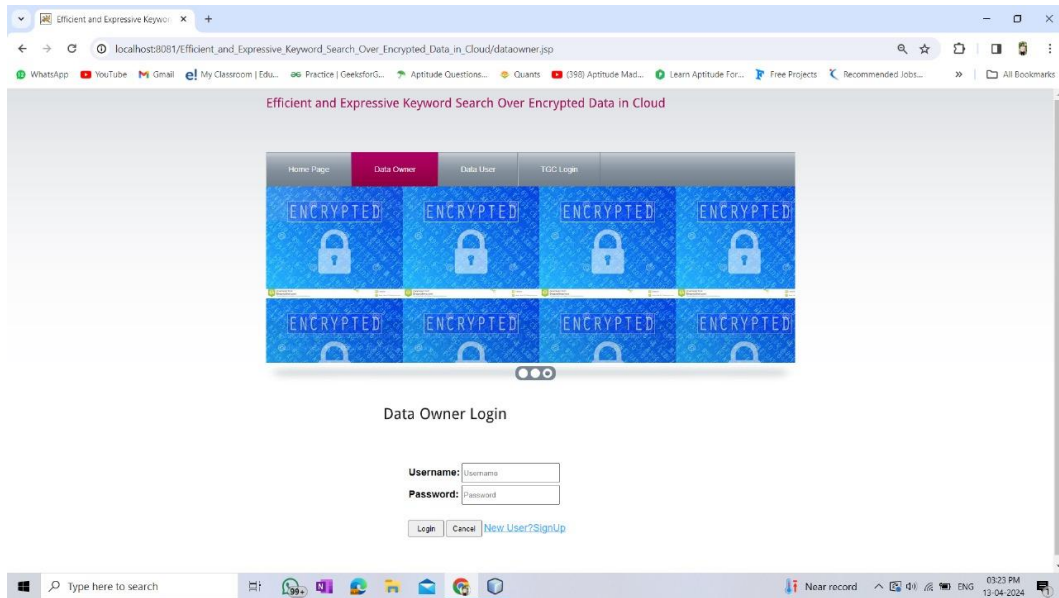 Efficient and Expressive Keywor
localhost:8081/Efficient_and_Expressive_Keyword_Search_Over_Encrypted_Data_in_Cloud/dataowner.jsp
WhatsApp YouTube Gmail My Classroom | Edu... Practice | GeeksforG... Aptitude Questions... Quants (398) Aptitude Mad... Learn Aptitude For... Free Projects Recommended Jobs... » All Bookmarks
Efficient and Expressive Keyword Search Over Encrypted Data in Cloud
Home Page Data Owner Data User TGC Login
ENCRYPTED ENCRYPTED ENCRYPTED ENCRYPTED
ENCRYPTED ENCRYPTED ENCRYPTED ENCRYPTED
Data Owner Login
Username: Username
Password: Password
Login Cancel New User?SignUp
Type here to search 99+ Near record ENG 03:23 PM
13-04-2024